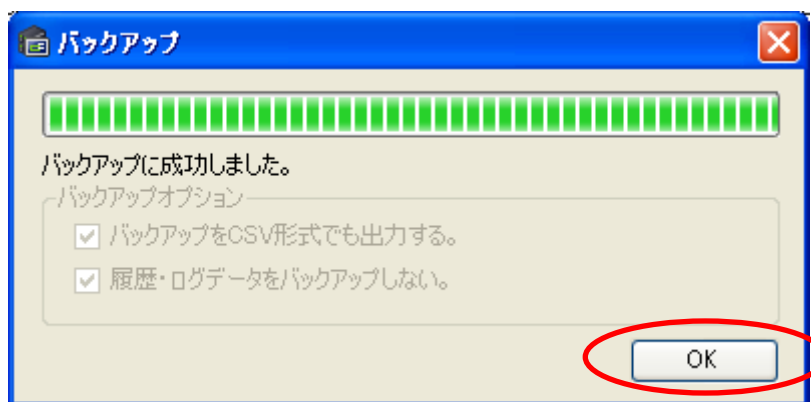 バックアップ
バックアップに成功しました。
バックアップオプション
バックアップをCSV形式でも出力する。
履歴・ログデータをバックアップしない。
OK